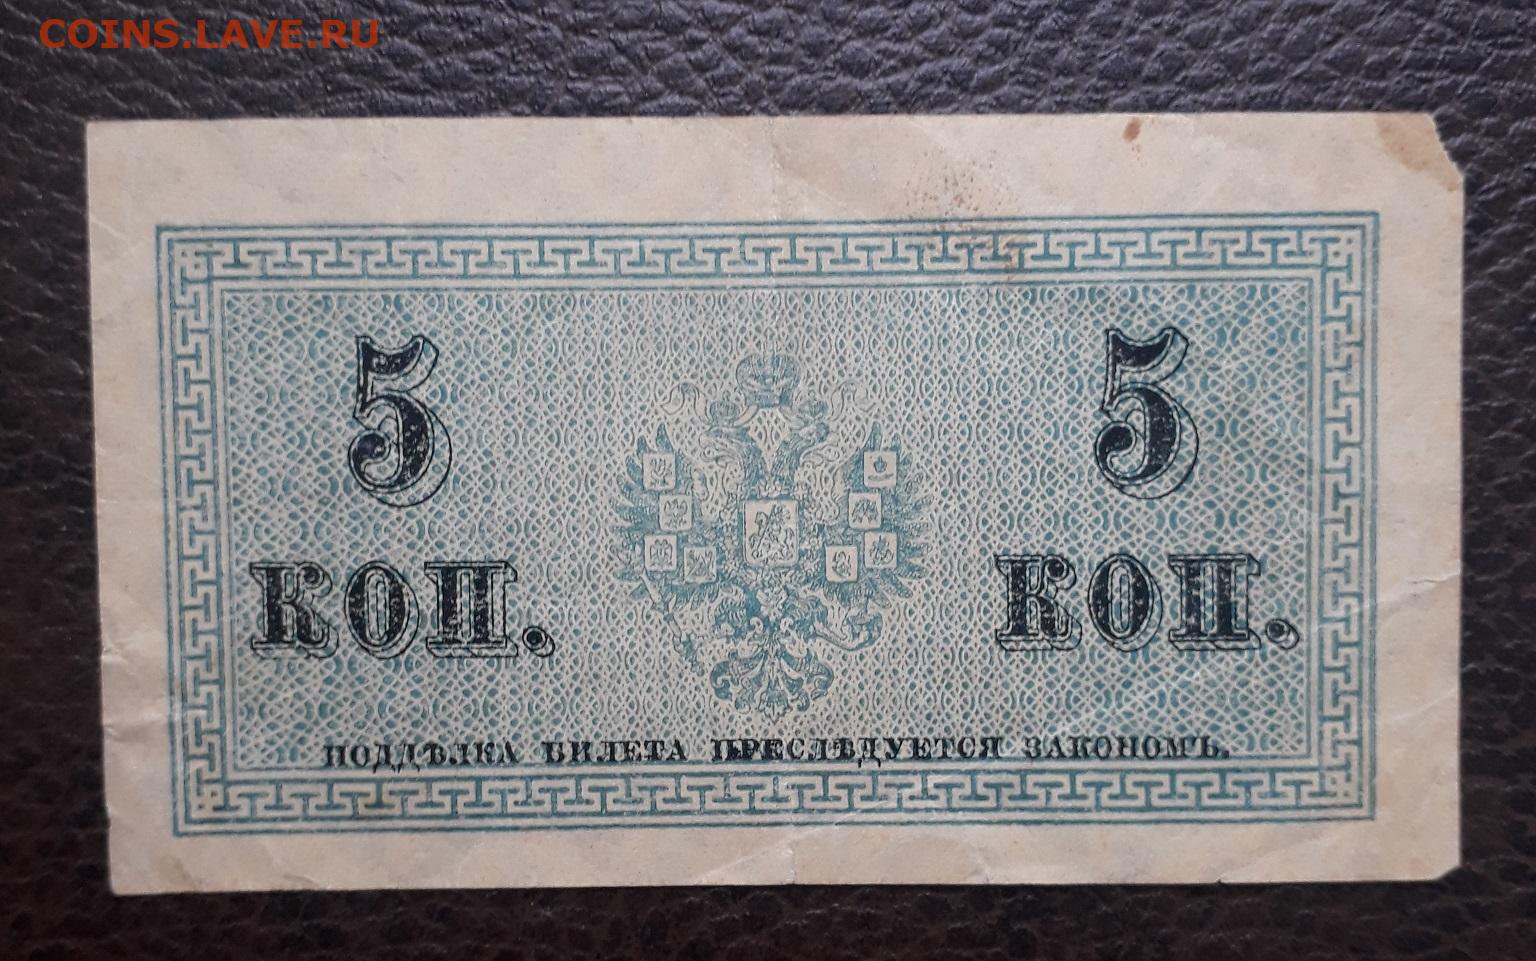 COINS.LAVE.RU
5 5
КОП. КОП.
ПОДДѢЛКА БИЛЕТА ПРЕСЛѢДУЕТСЯ ЗАКОНОМЪ.